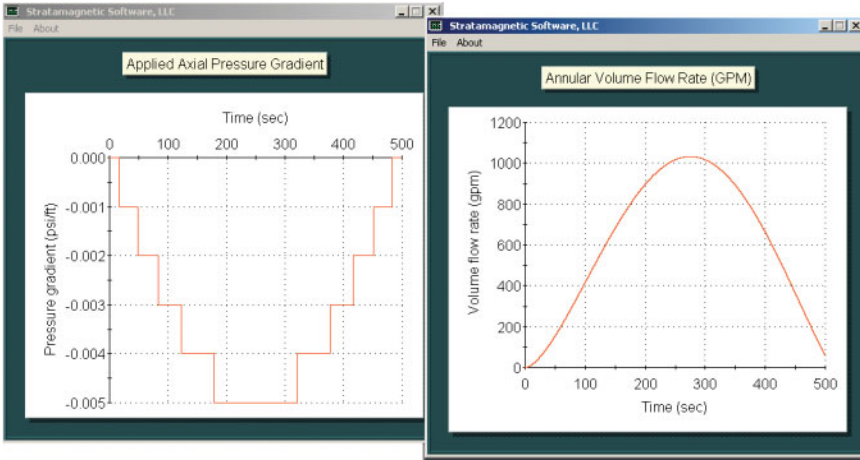 Stratamagnetic Software, LLC
File About
Applied Axial Pressure Gradient
Time (sec)
0 100 200 300 400 500
0.000
-0.001
-0.002
-0.003
-0.004
-0.005
Pressure gradient (psi/ft)
Stratamagnetic Software, LLC
File About
Annular Volume Flow Rate (GPM)
1200
1000
800
600
400
200
0
Volume flow rate (gpm)
0 100 200 300 400 500
Time (sec)